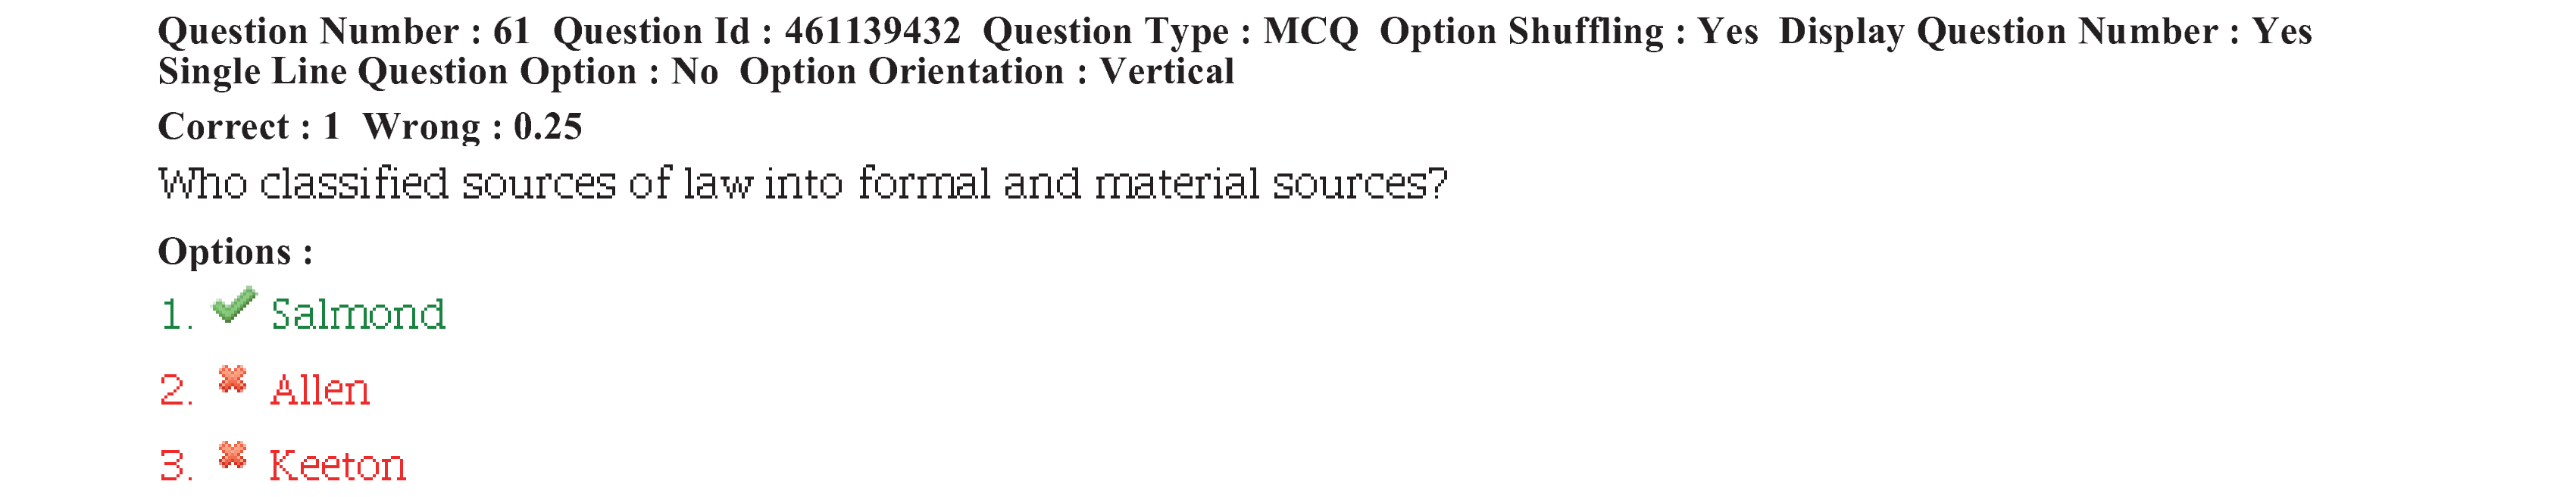 Question Number : 61 Question Id : 461139432 Question Type : MCQ Option Shuffling : Yes Display Question Number : Yes
Single Line Question Option : No Option Orientation : Vertical
Correct : 1 Wrong : 0.25
Who classified sources of law into formal and material sources?
Options :
1. Salmond
2. Allen
3. Keeton